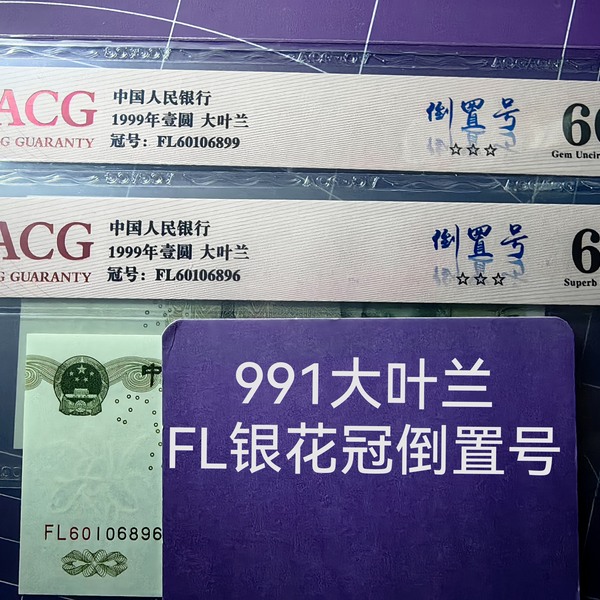 ACG
G GUARANTY
中国人民银行
1999年壹圆 大叶兰
冠号：FL60106899
倒置号
☆☆☆
Gem Uncir
ACG
G GUARANTY
中国人民银行
1999年壹圆 大叶兰
冠号：FL60106896
倒置号
☆☆☆
6
Superb
中
991大叶兰
FL银花冠倒置号
FL60106896